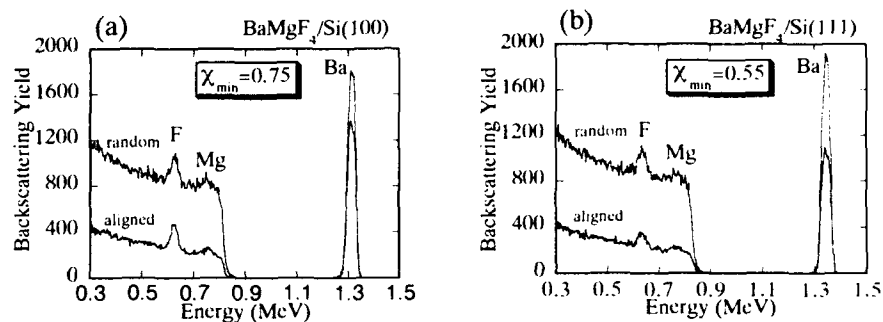 (a) BaMgF4/Si(100)
Backscattering Yield
2000
1600
1200
800
400
0
χmin=0.75
Ba
F
Mg
random
aligned
0.3 0.5 0.7 0.9 1.1 1.3 1.5
Energy (MeV)
(b) BaMgF4/Si(111)
Backscattering Yield
2000
1600
1200
800
400
0
χmin=0.55
Ba
F
Mg
random
aligned
0.3 0.5 0.7 0.9 1.1 1.3 1.5
Energy (MeV)